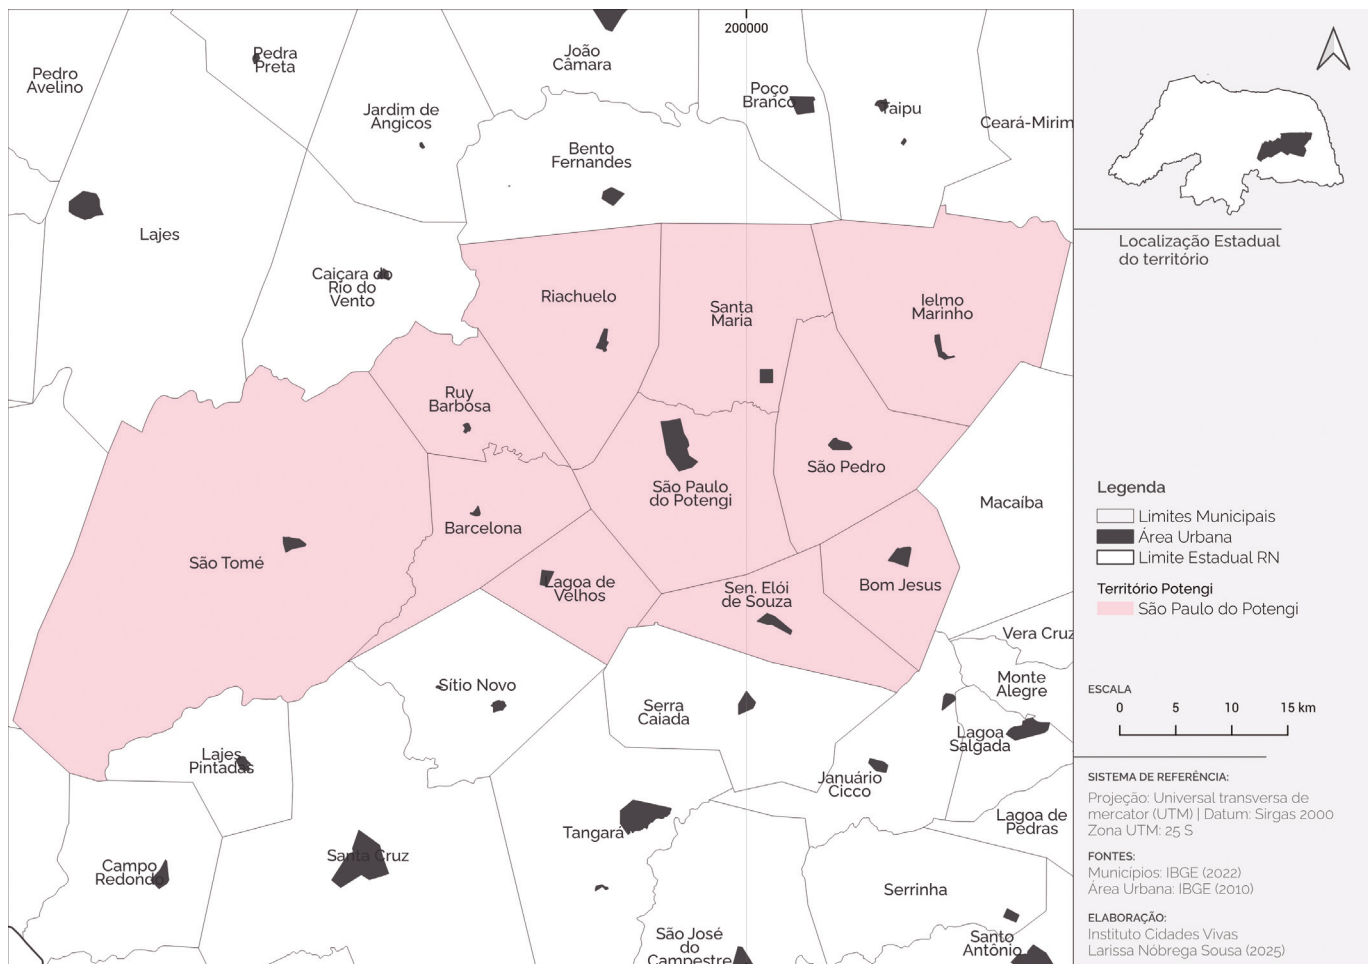 200000
Pedro
Avelino
Pedra
Preta
João
Câmara
Jardim de
Angicos
Poço
Branco
Taipu
Ceará-Mirim
Bento
Fernandes
Lajes
Caiçara do
Rio do
Vento
Riachuelo
Santa
Maria
Ielmo
Marinho
Ruy
Barbosa
São Paulo
do Potengi
São Pedro
Macaíba
Barcelona
São Tomé
Lagoa de
Velhos
Sen. Elói
de Souza
Bom Jesus
Vera Cruz
Sítio Novo
Serra
Caiada
Monte
Alegre
Lagoa
Salgada
Lajes
Pintadas
Januário
Cicco
Lagoa de
Pedras
Tangará
Santa Cruz
Campo
Redondo
Serrinha
São José
do
Campestre
Santo
Antônio
Localização Estadual
do território
Legenda
Limites Municipais
Área Urbana
Limite Estadual RN
Território Potengi
São Paulo do Potengi
ESCALA
0 5 10 15 km
SISTEMA DE REFERÊNCIA:
Projeção: Universal transversa de
mercator (UTM) | Datum: Sirgas 2000
Zona UTM: 25 S
FONTES:
Municípios: IBGE (2022)
Área Urbana: IBGE (2010)
ELABORAÇÃO:
Instituto Cidades Vivas
Larissa Nóbrega Sousa (2025)